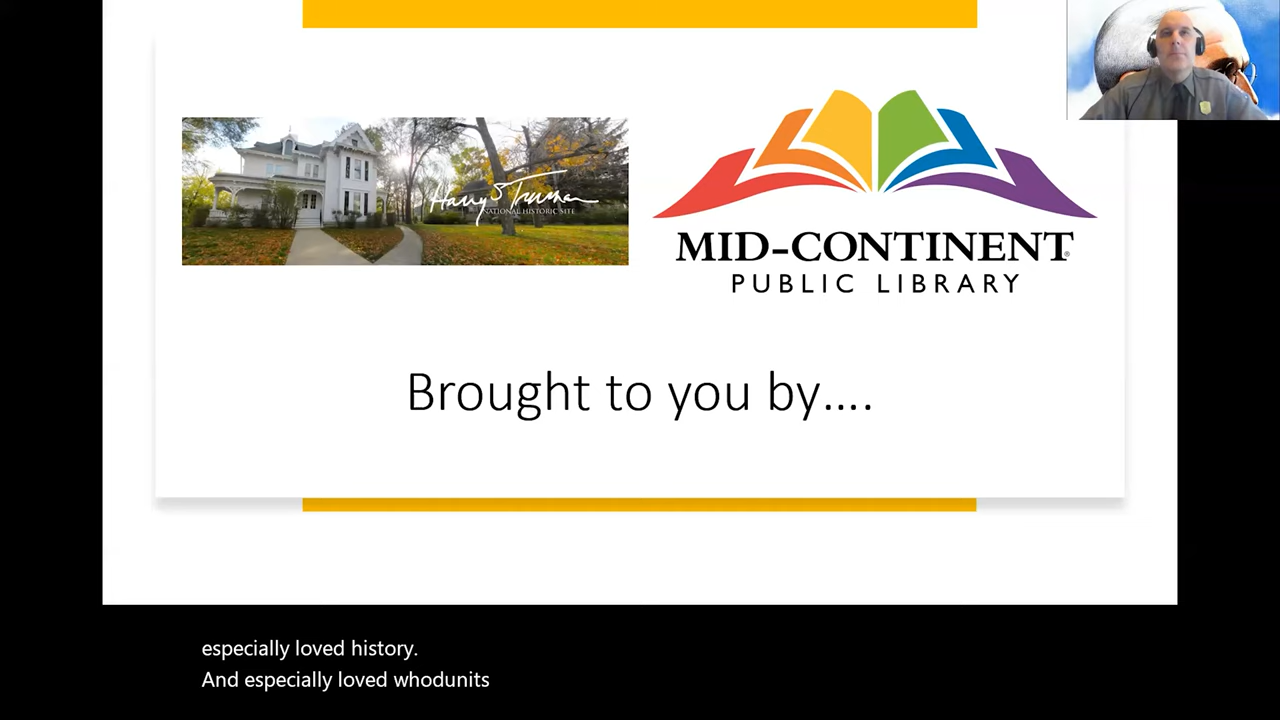 Harry S Truman
NATIONAL HISTORIC SITE
MID-CONTINENT®
PUBLIC LIBRARY
Brought to you by....
especially loved history.
And especially loved whodunits